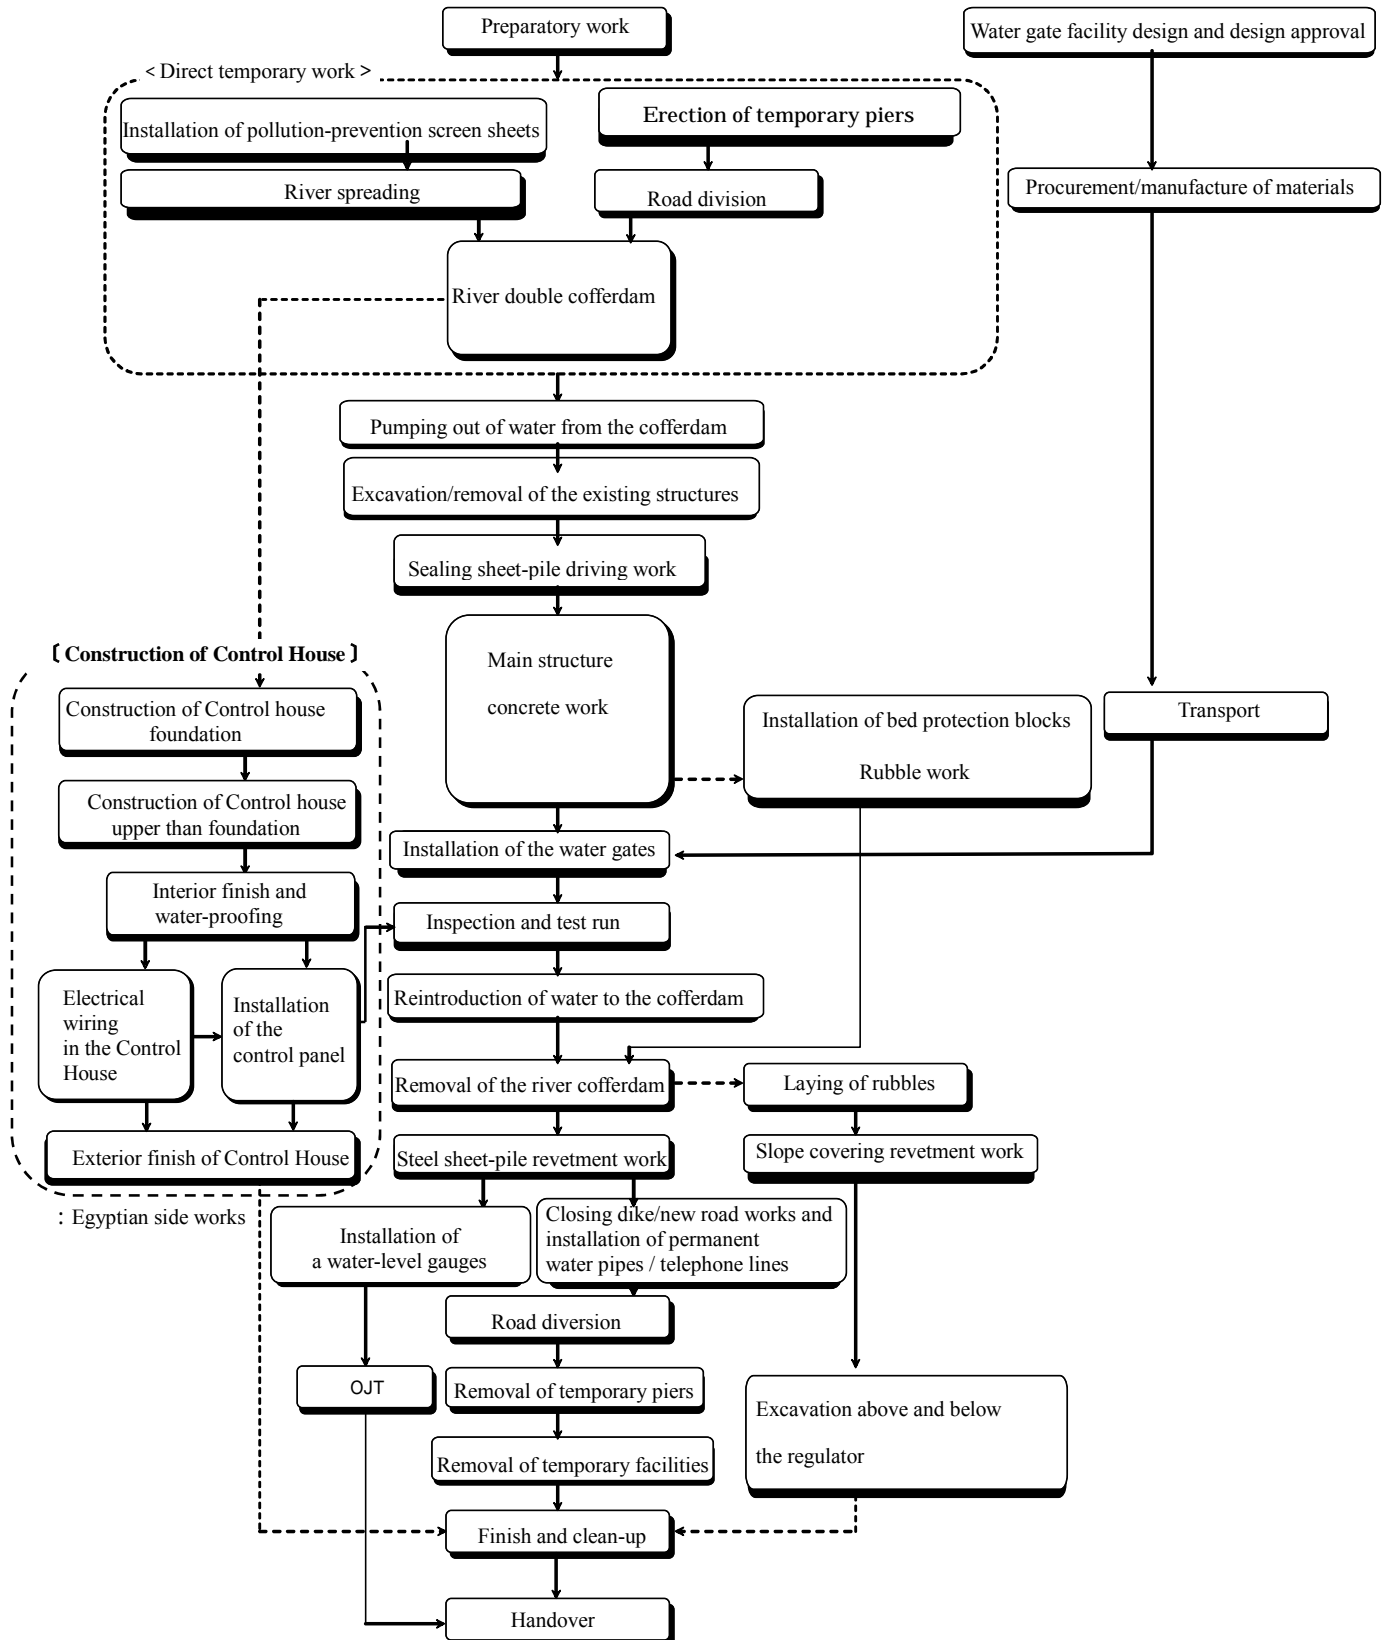 Preparatory work
Water gate facility design and design approval
< Direct temporary work >
Installation of pollution-prevention screen sheets
Erection of temporary piers
River spreading
Road division
Procurement/manufacture of materials
River double cofferdam
Pumping out of water from the cofferdam
Excavation/removal of the existing structures
Sealing sheet-pile driving work
Main structure
concrete work
Installation of bed protection blocks
Rubble work
Transport
〔 Construction of Control House 〕
Construction of Control house
foundation
Construction of Control house
upper than foundation
Interior finish and
water-proofing
Electrical
wiring
in the Control
House
Installation
of the
control panel
Exterior finish of Control House
: Egyptian side works
Installation of the water gates
Inspection and test run
Reintroduction of water to the cofferdam
Removal of the river cofferdam
Laying of rubbles
Steel sheet-pile revetment work
Slope covering revetment work
Installation of
a water-level gauges
Closing dike/new road works and
installation of permanent
water pipes / telephone lines
Road diversion
OJT
Removal of temporary piers
Excavation above and below
the regulator
Removal of temporary facilities
Finish and clean-up
Handover